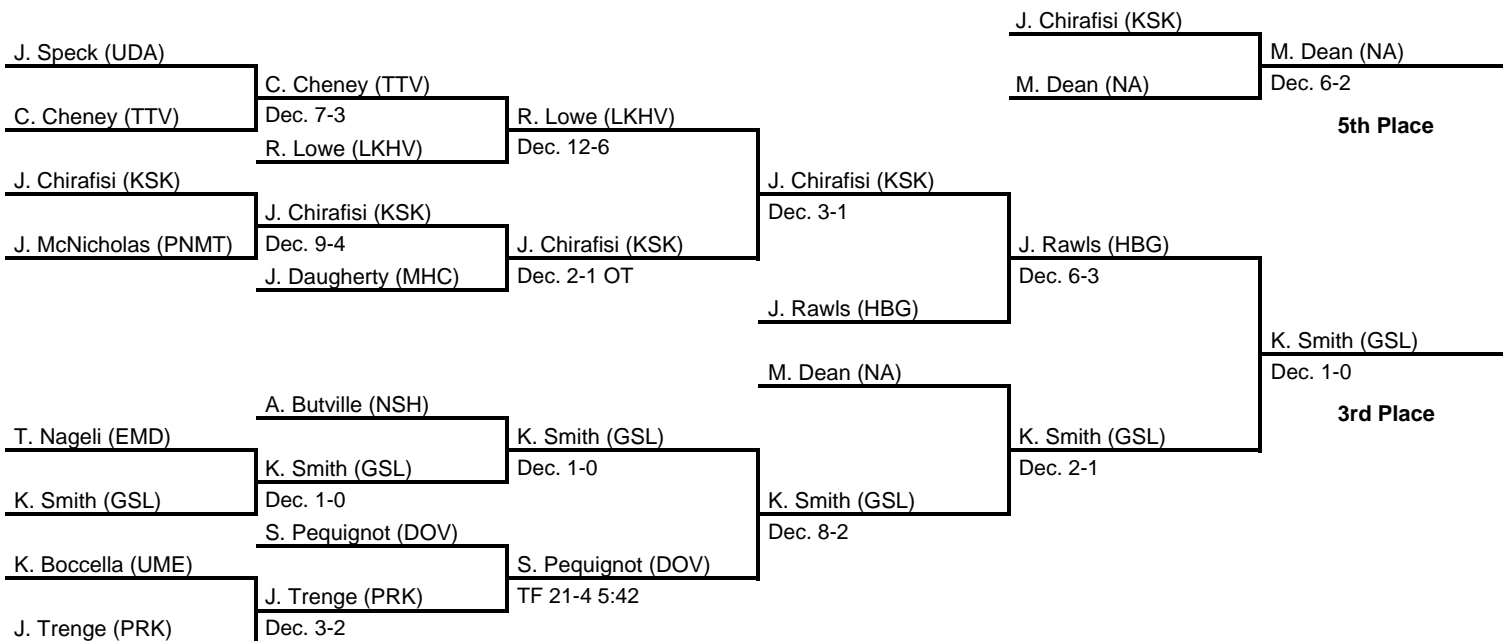 J. Chirafisi (KSK)
J. Speck (UDA)
M. Dean (NA)
C. Cheney (TTV)
M. Dean (NA)
Dec. 6-2
C. Cheney (TTV)
Dec. 7-3
R. Lowe (LKHV)
5th Place
R. Lowe (LKHV)
Dec. 12-6
J. Chirafisi (KSK)
J. Chirafisi (KSK)
J. Chirafisi (KSK)
Dec. 3-1
J. McNicholas (PNMT)
Dec. 9-4
J. Chirafisi (KSK)
J. Rawls (HBG)
J. Daugherty (MHC)
Dec. 2-1 OT
Dec. 6-3
J. Rawls (HBG)
K. Smith (GSL)
M. Dean (NA)
Dec. 1-0
A. Butville (NSH)
3rd Place
T. Nageli (EMD)
K. Smith (GSL)
K. Smith (GSL)
K. Smith (GSL)
Dec. 1-0
Dec. 2-1
K. Smith (GSL)
Dec. 1-0
K. Smith (GSL)
S. Pequignot (DOV)
Dec. 8-2
K. Boccella (UME)
S. Pequignot (DOV)
J. Trenge (PRK)
TF 21-4 5:42
J. Trenge (PRK)
Dec. 3-2